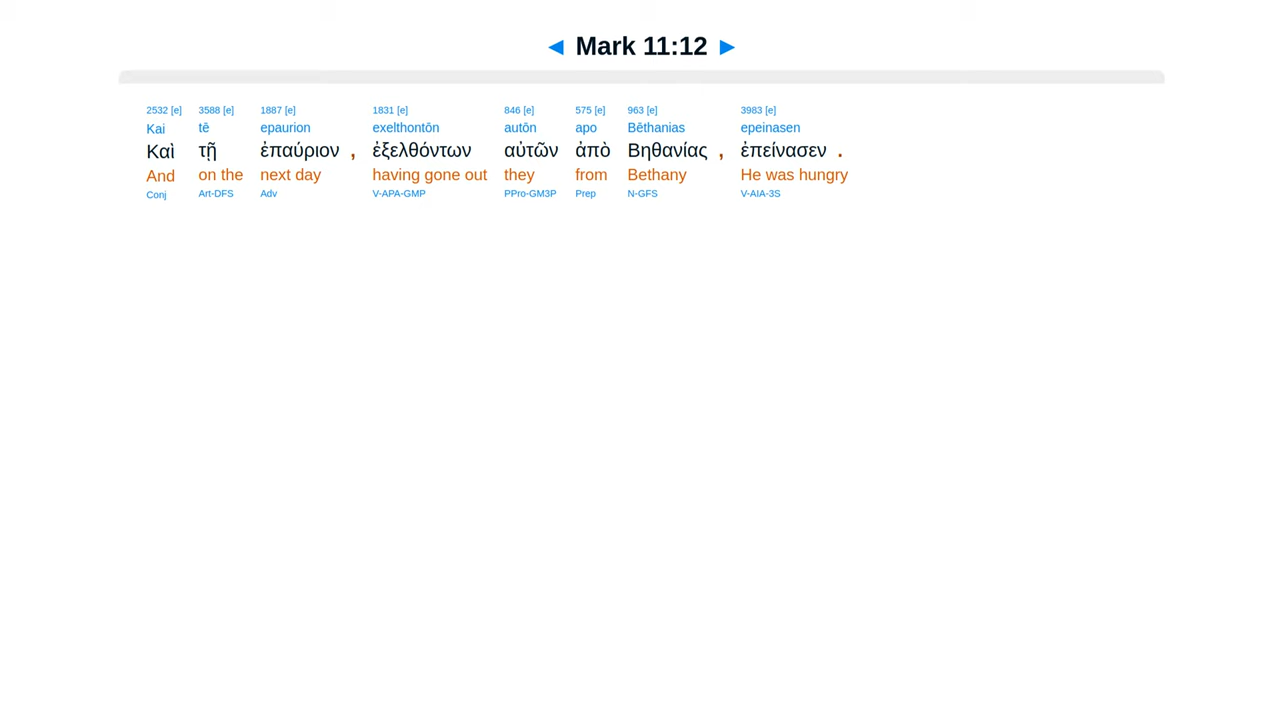 ◄ Mark 11:12 ►
2532 [e] 3588 [e] 1887 [e] 1831 [e] 846 [e] 575 [e] 963 [e] 3983 [e]
Kai tē epaurion exelthontōn autōn apo Bēthanias epeinasen
Καὶ τῇ ἐπαύριον , ἐξελθόντων αὐτῶν ἀπὸ Βηθανίας , ἐπείνασεν .
And on the next day having gone out they from Bethany He was hungry
Conj Art-DFS Adv V-APA-GMP PPro-GM3P Prep N-GFS V-AIA-3S